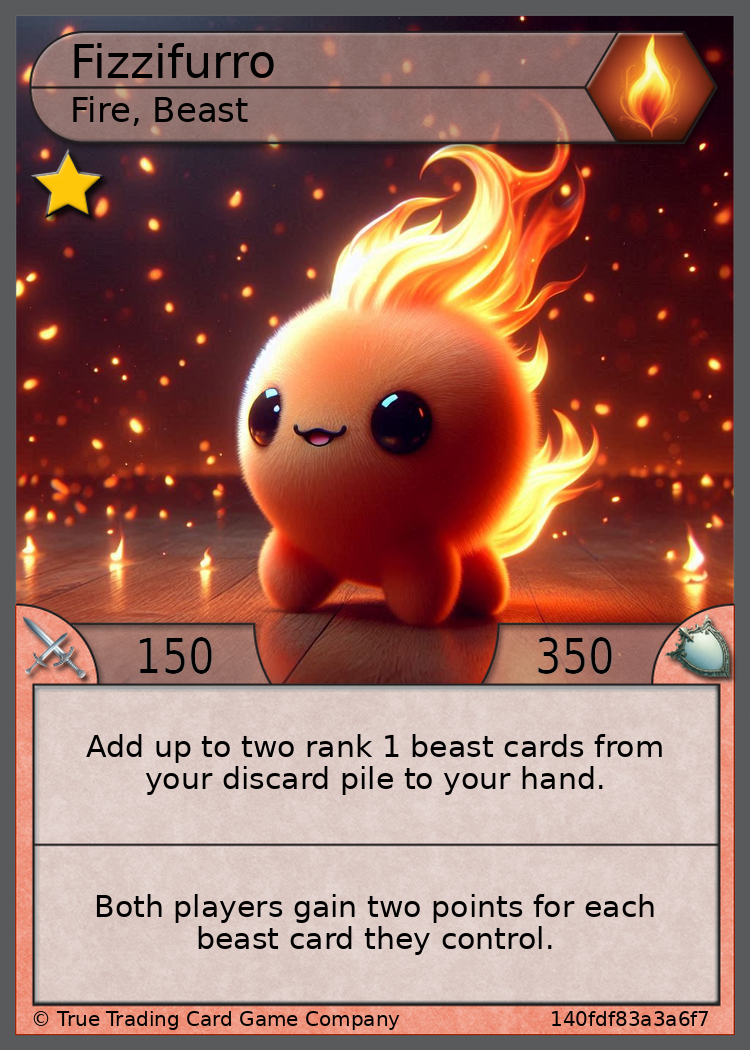 Fizzifurro
Fire, Beast
150
350
Add up to two rank 1 beast cards from
your discard pile to your hand.
Both players gain two points for each
beast card they control.
© True Trading Card Game Company
140fdf83a3a6f7